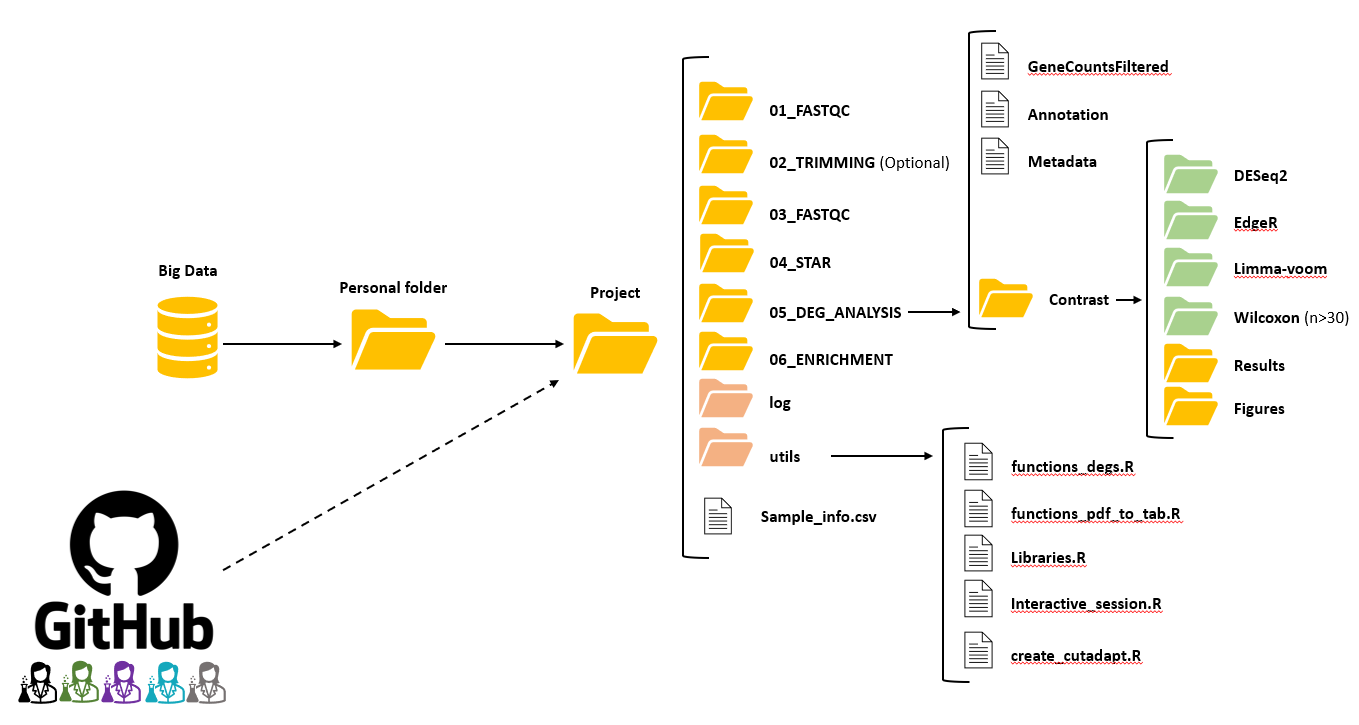 Big Data
Personal folder
Project
GitHub
01_FASTQC
02_TRIMMING (Optional)
03_FASTQC
04_STAR
05_DEG_ANALYSIS
06_ENRICHMENT
log
utils
Sample_info.csv
GeneCountsFiltered
Annotation
Metadata
Contrast
DESeq2
EdgeR
Limma-voom
Wilcoxon (n>30)
Results
Figures
functions_degs.R
functions_pdf_to_tab.R
Libraries.R
Interactive_session.R
create_cutadapt.R